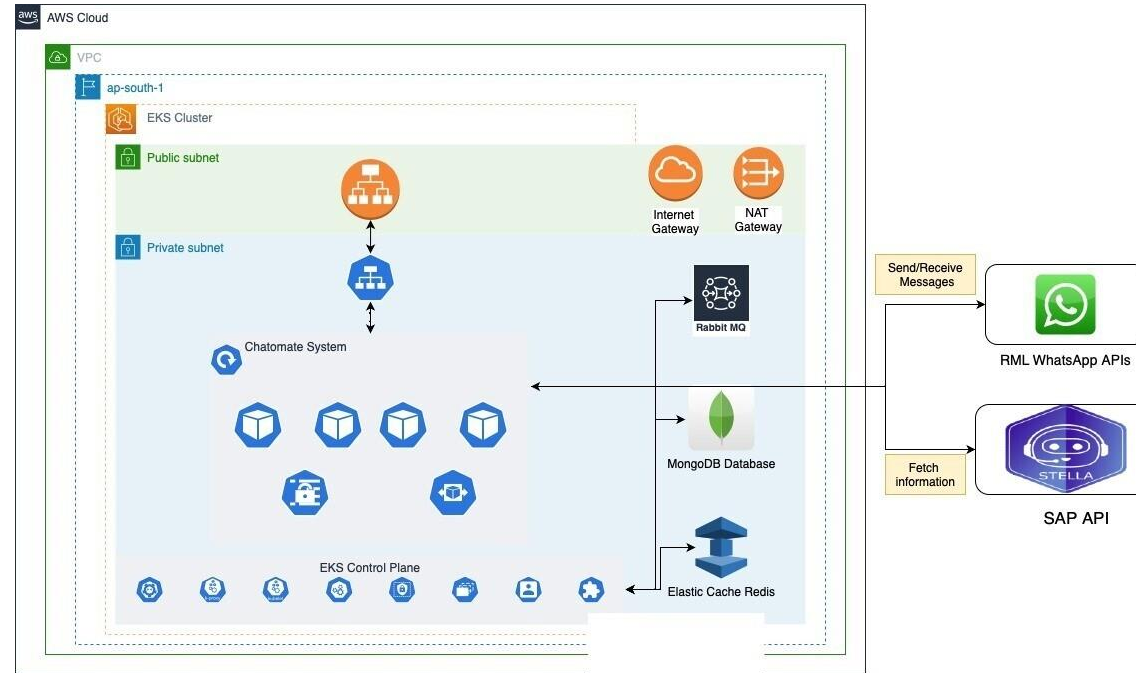 aws
AWS Cloud
VPC
ap-south-1
EKS Cluster
Public subnet
Internet
Gateway
NAT
Gateway
Private subnet
Send/Receive
Messages
Rabbit MQ
Chatomate System
RML WhatsApp APIs
MongoDB Database
Fetch
information
STELLA
SAP API
EKS Control Plane
Elastic Cache Redis